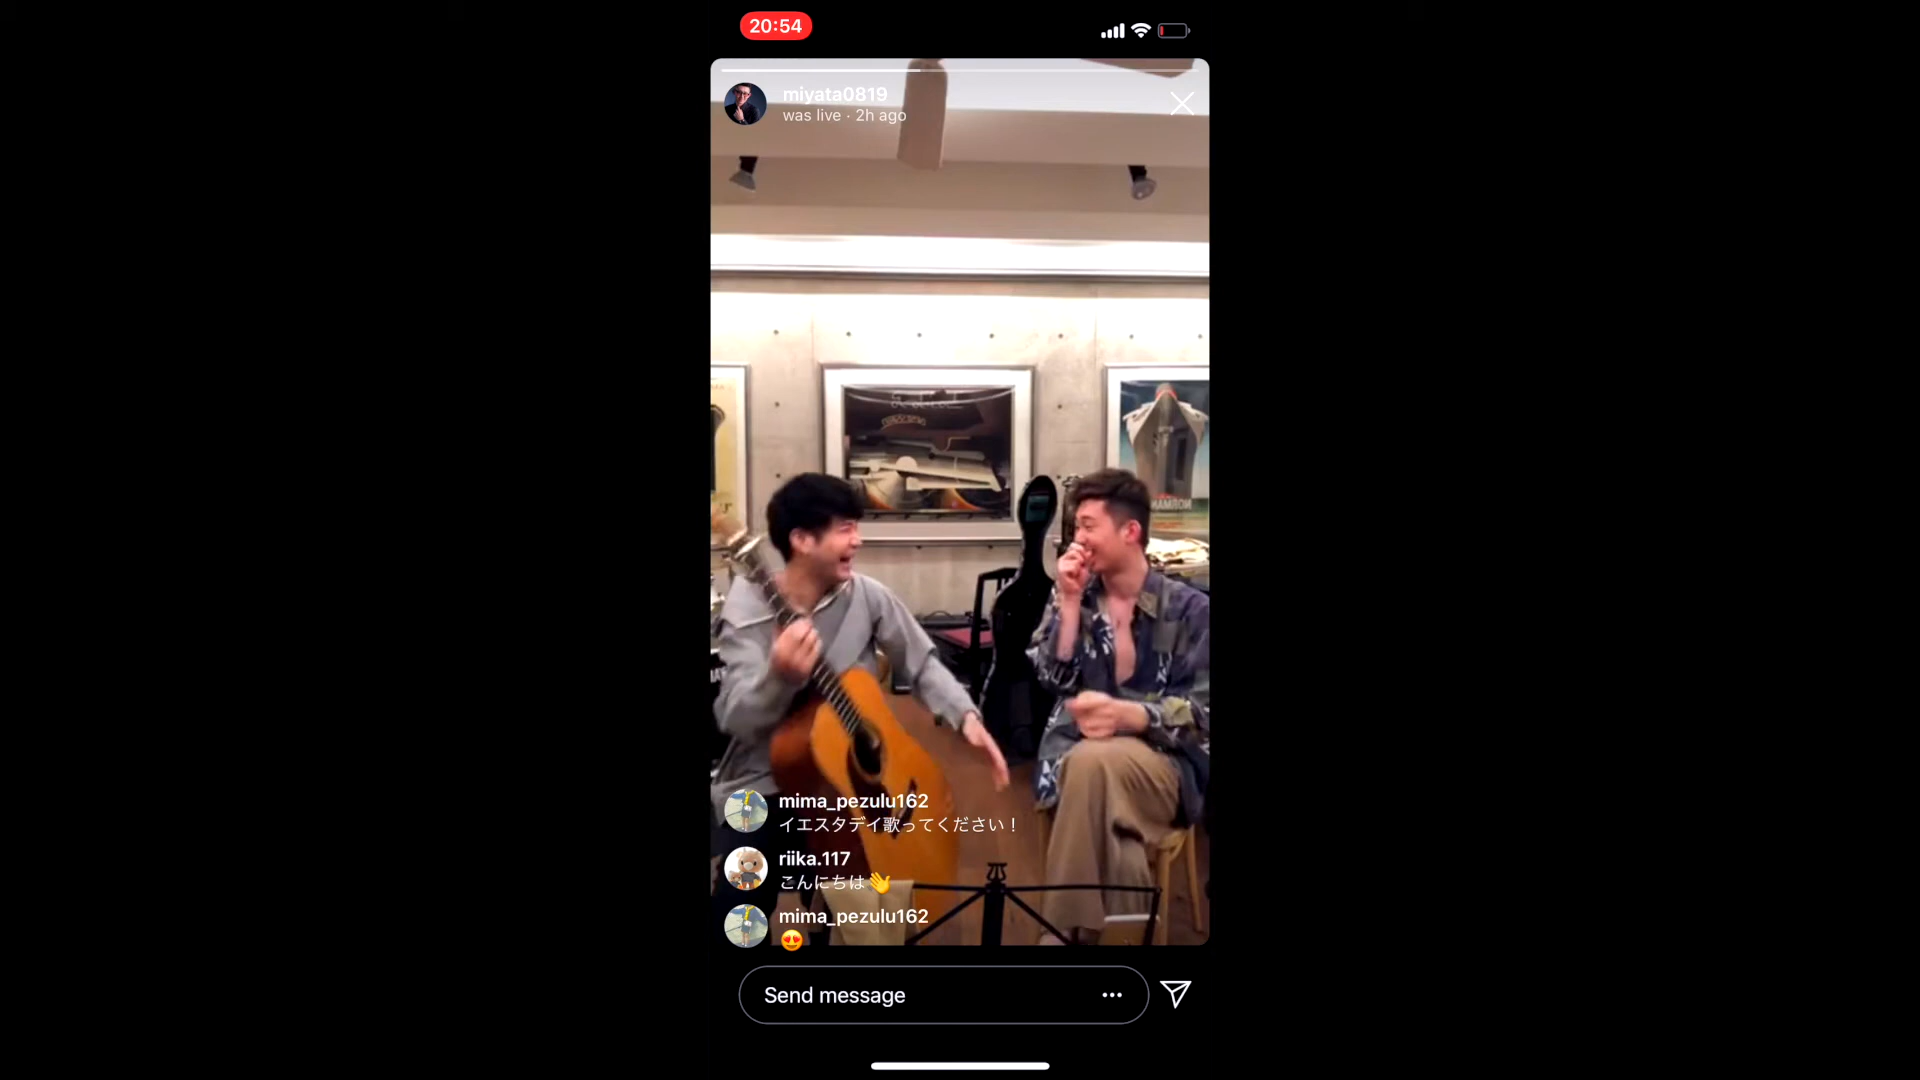 20:54
miyata0819
was live · 2h ago
mima_pezulu162
イエスタデイ歌ってください！
riika.117
こんにちは👋
mima_pezulu162
😍
Send message